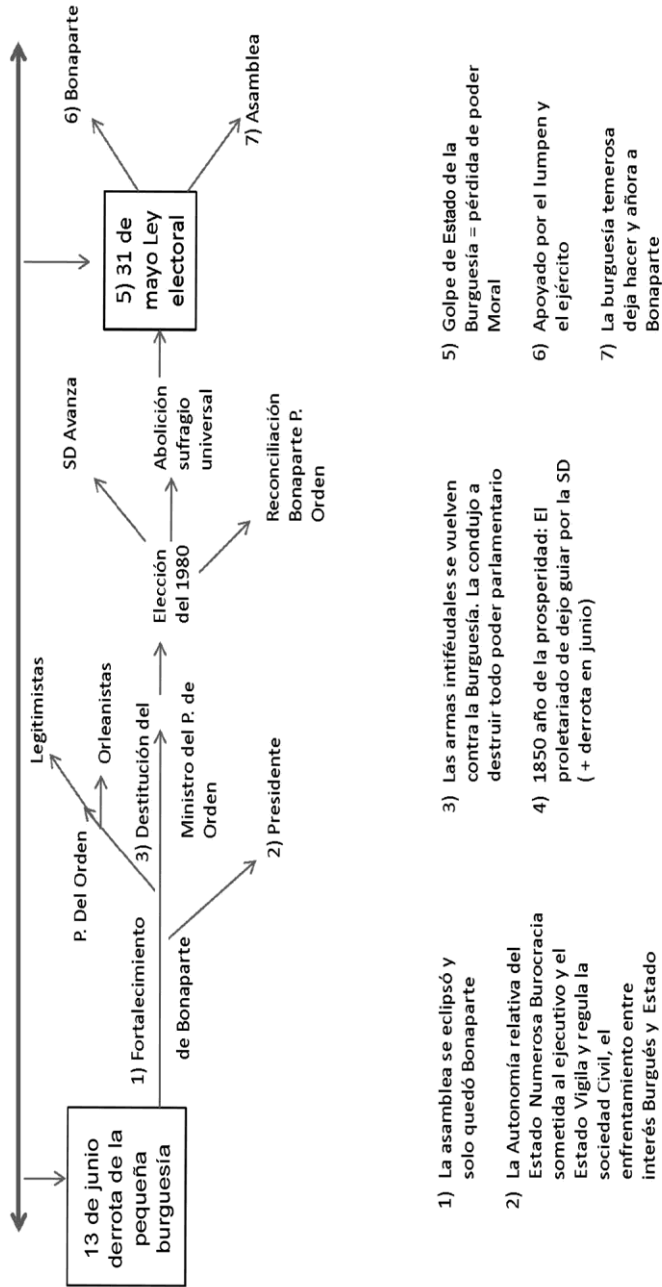 13 de junio
derrota de la
pequeña
burguesía
1) Fortalecimiento
de Bonaparte
P. Del Orden
Legitimistas
Orleanistas
2) Presidente
3) Destitución del
Ministro del P. de
Orden
Elección
del 1980
SD Avanza
Abolición
sufragio
universal
Reconciliación
Bonaparte P.
Orden
5) 31 de
mayo Ley
electoral
6) Bonaparte
7) Asamblea
1) La asamblea se eclipsó y
solo quedó Bonaparte
2) La Autonomía relativa del
Estado Numerosa Burocracia
sometida al ejecutivo y el
Estado Vigila y regula la
sociedad Civil, el
enfrentamiento entre
interés Burgués y Estado
3) Las armas intiféudales se vuelven
contra la Burguesía. La condujo a
destruir todo poder parlamentario
4) 1850 año de la prosperidad: El
proletariado de dejo guiar por la SD
( + derrota en junio)
5) Golpe de Estado de la
Burguesía = pérdida de poder
Moral
6) Apoyado por el lumpen y
el ejército
7) La burguesía temerosa
deja hacer y añora a
Bonaparte